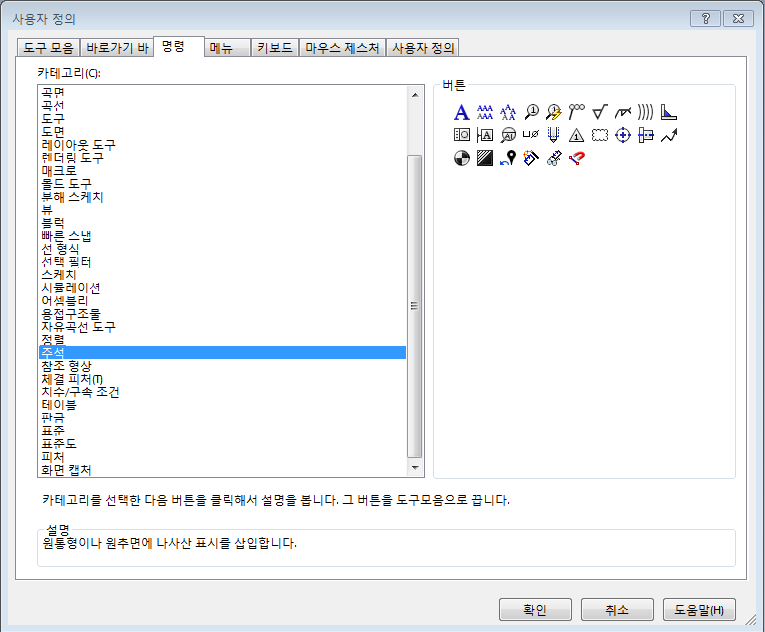 사용자 정의
도구 모음
바로가기 바
명령
메뉴
키보드
마우스 제스처
사용자 정의
카테고리(C):
곡면
곡선
도구
도면
레이아웃 도구
렌더링 도구
매크로
몰드 도구
분해 스케치
뷰
블럭
빠른 스냅
선 형식
선택 필터
스케치
시뮬레이션
어셈블리
용접구조물
자유곡선 도구
정렬
주석
참조 형상
체결 피처(T)
치수/구속 조건
테이블
판금
표준
표준도
피처
화면 캡처
버튼
카테고리를 선택한 다음 버튼을 클릭해서 설명을 봅니다. 그 버튼을 도구모음으로 끕니다.
설명
원통형이나 원추면에 나사산 표시를 삽입합니다.
확인
취소
도움말(H)